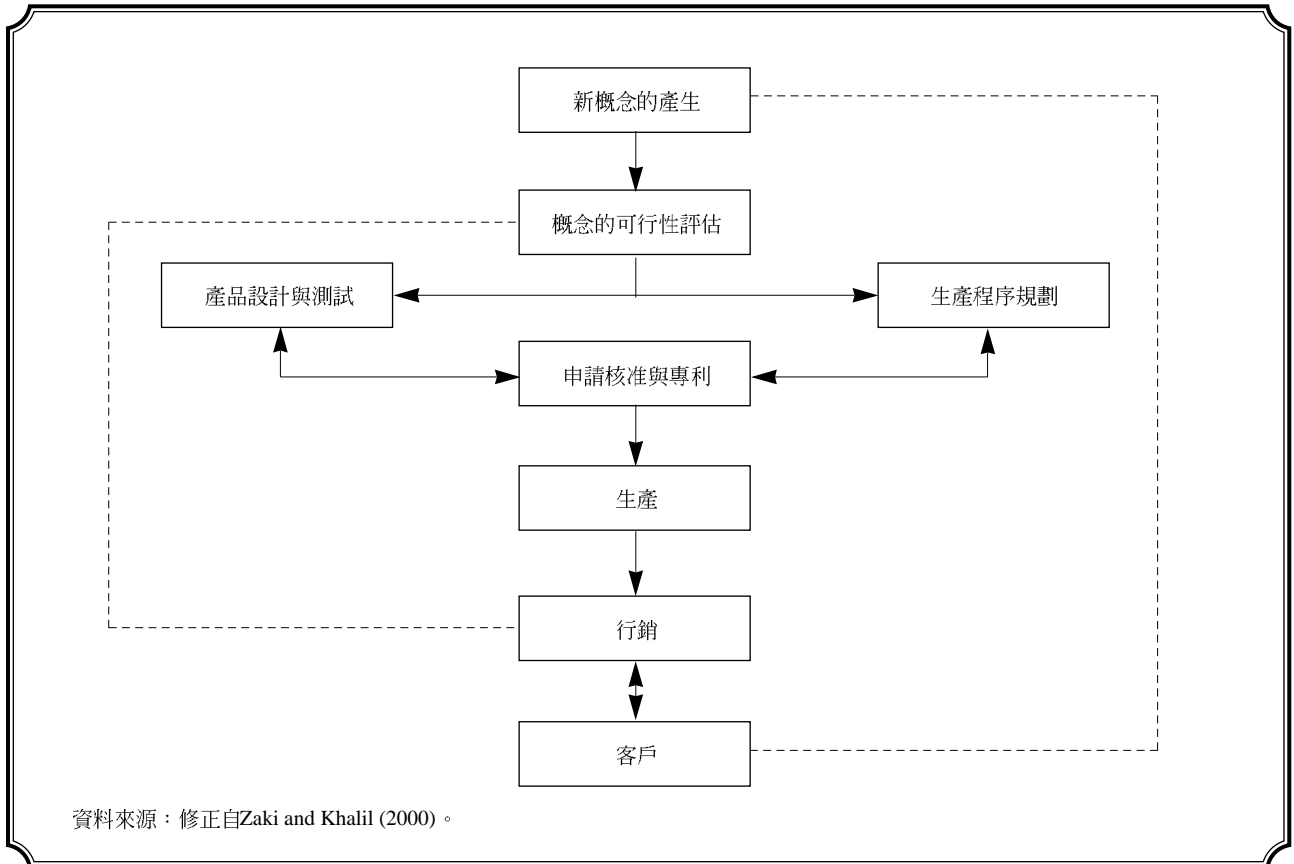 新概念的產生
概念的可行性評估
產品設計與測試
生產程序規劃
申請核准與專利
生產
行銷
客戶
資料來源：修正自Zaki and Khalil (2000)。